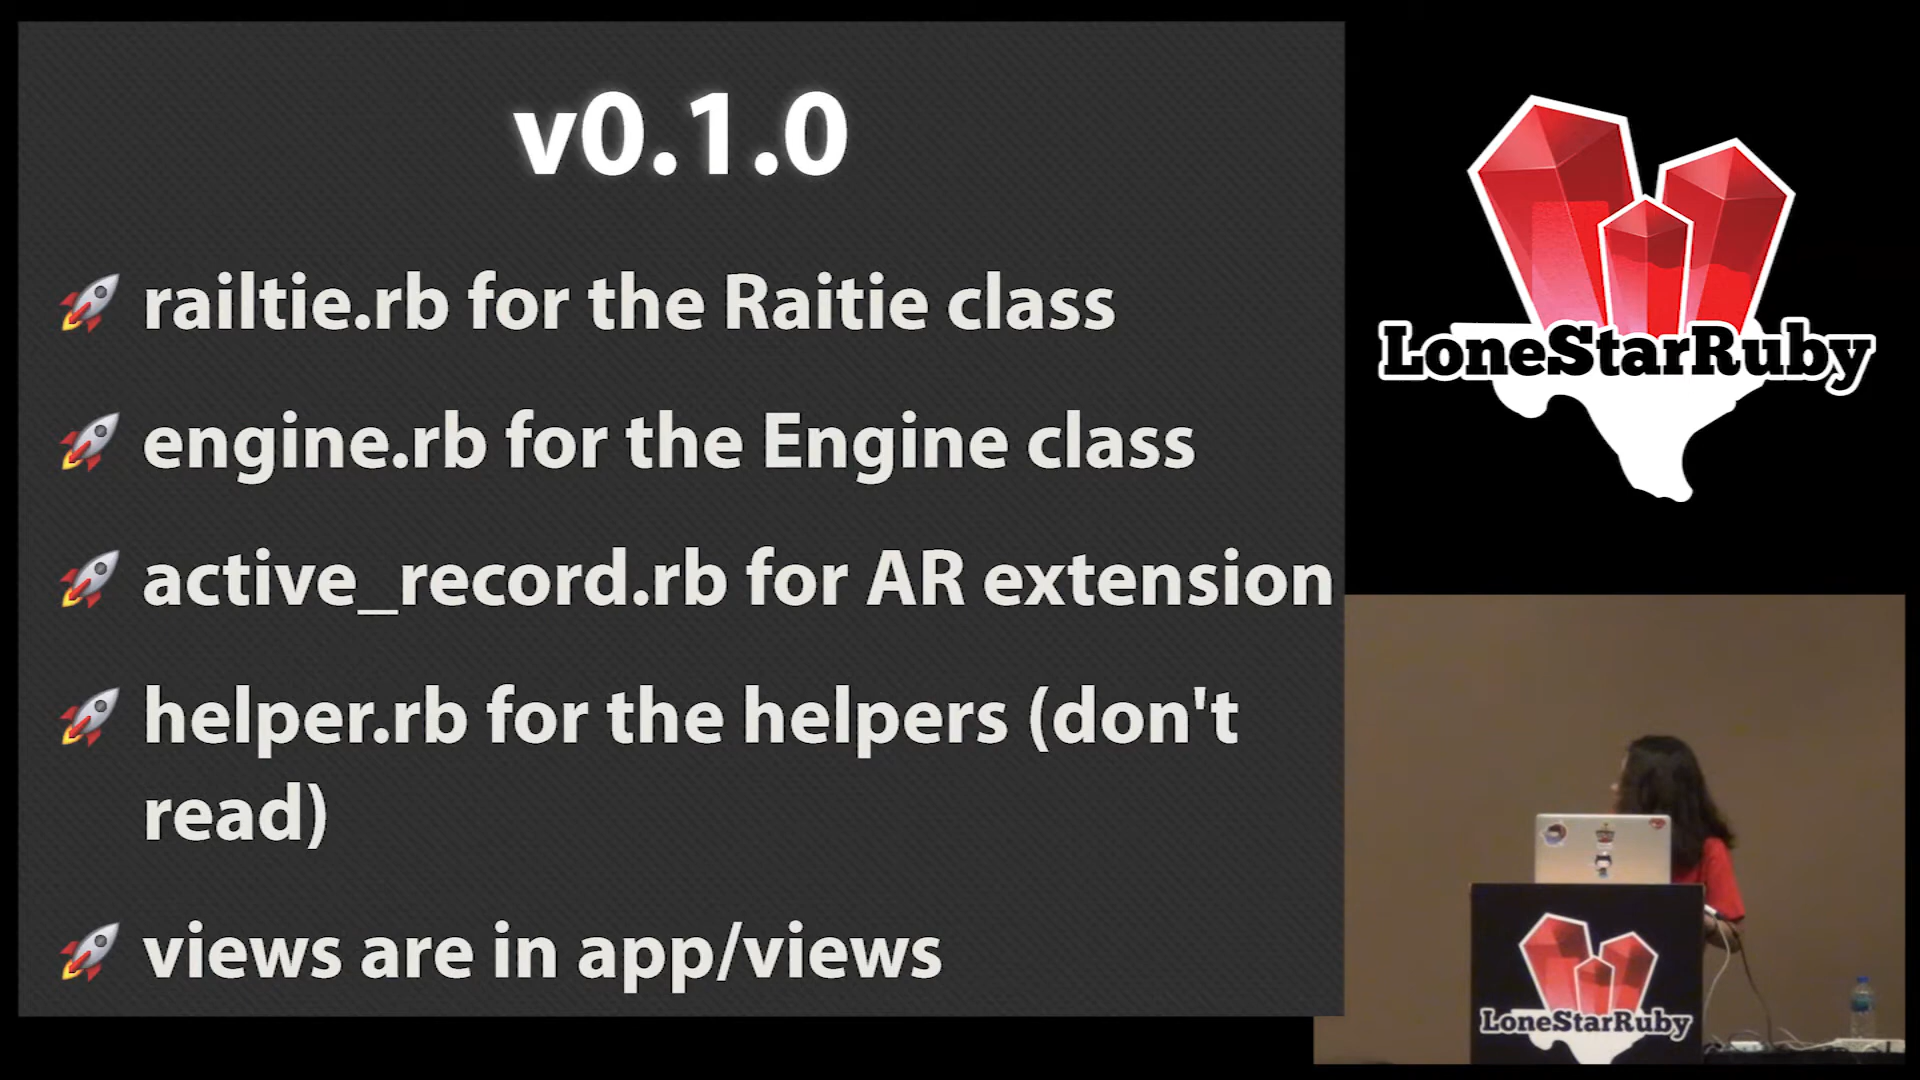 v0.1.0
railtie.rb for the Raitie class
engine.rb for the Engine class
active_record.rb for AR extension
helper.rb for the helpers (don't
read)
views are in app/views
LoneStarRuby
LoneStarRuby